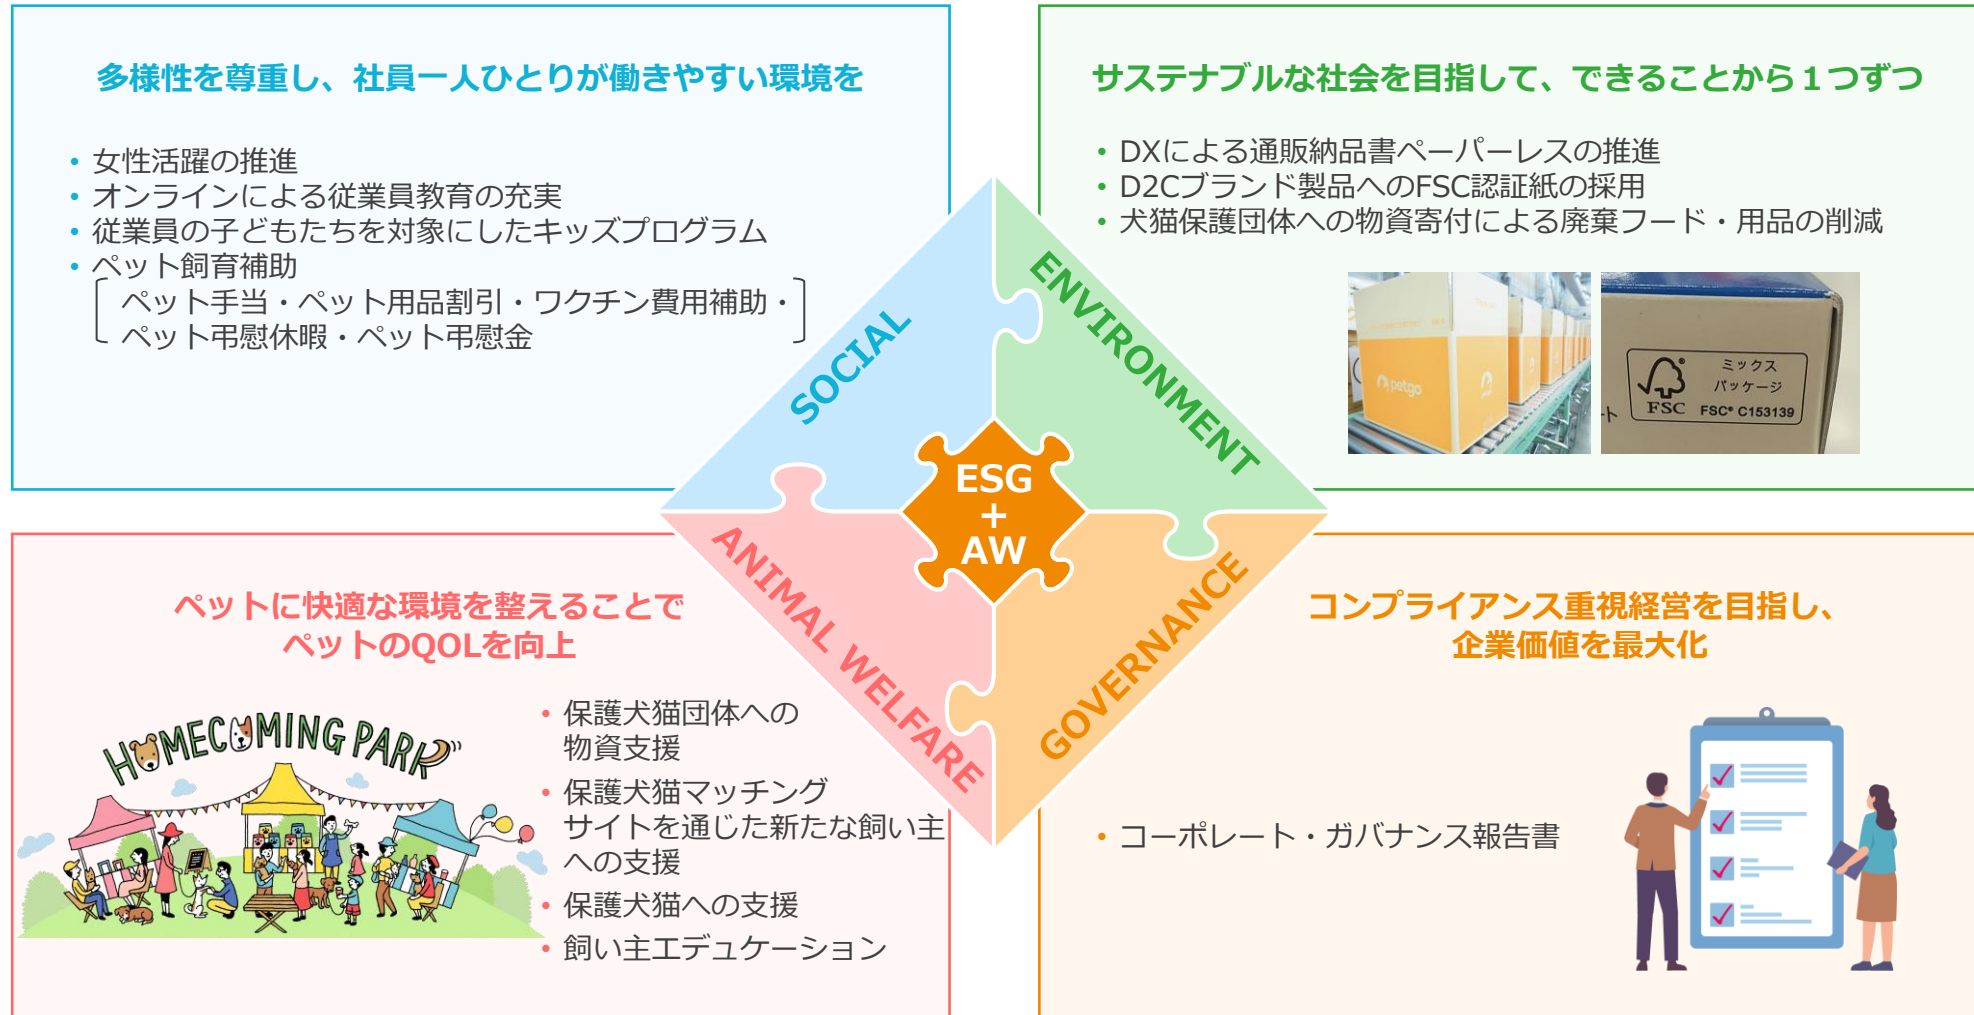 多様性を尊重し、社員一人ひとりが働きやすい環境を
• 女性活躍の推進
• オンラインによる従業員教育の充実
• 従業員の子どもたちを対象にしたキッズプログラム
• ペット飼育補助
ペット手当・ペット用品割引・ワクチン費用補助・
ペット弔慰休暇・ペット弔慰金
サステナブルな社会を目指して、できることから1つずつ
• DXによる通販納品書ペーパーレスの推進
• D2Cブランド製品へのFSC認証紙の採用
• 犬猫保護団体への物資寄付による廃棄フード・用品の削減
petgo
FSC
ミックス
パッケージ
FSC® C153139
ト
SOCIAL
ENVIRONMENT
ESG
+
AW
ANIMAL WELFARE
GOVERNANCE
ペットに快適な環境を整えることで
ペットのQOLを向上
HOMECOMING PARK
• 保護犬猫団体への
物資支援
• 保護犬猫マッチング
サイトを通じた新たな飼い主
への支援
• 保護犬猫への支援
• 飼い主エデュケーション
コンプライアンス重視経営を目指し、
企業価値を最大化
• コーポレート・ガバナンス報告書